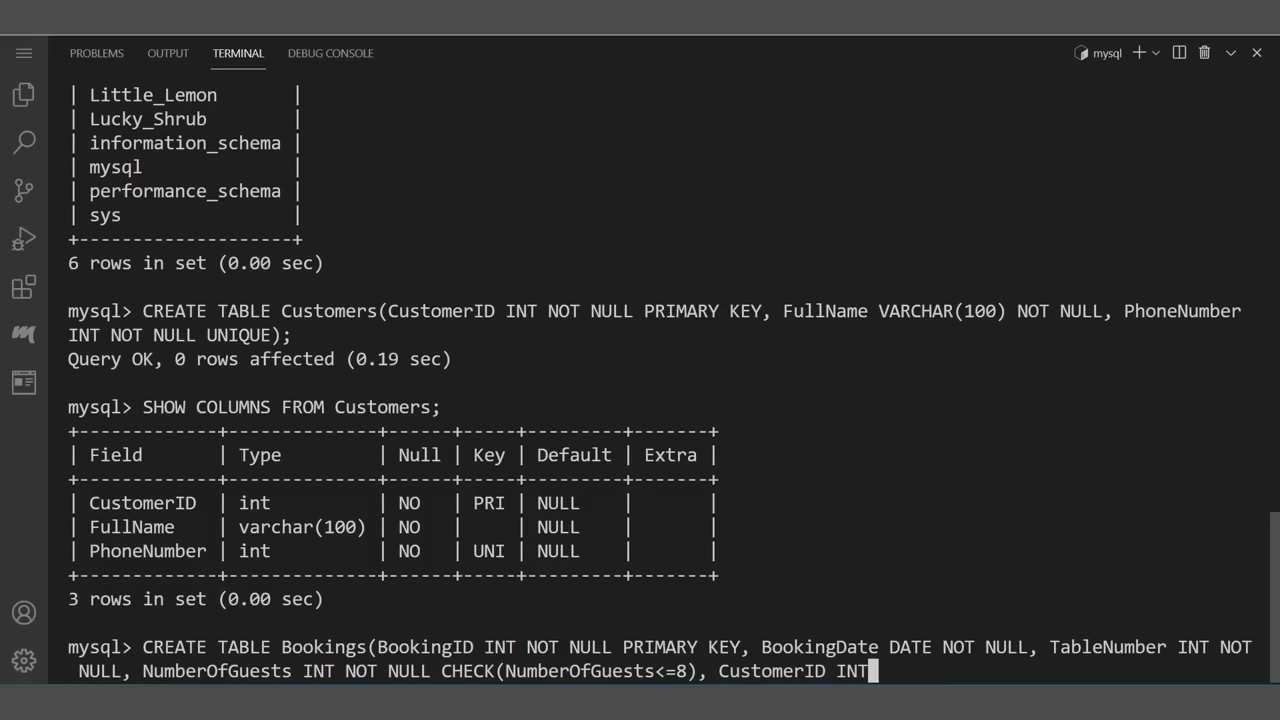 PROBLEMS OUTPUT TERMINAL DEBUG CONSOLE mysql
| Little_Lemon       |
| Lucky_Shrub        |
| information_schema |
| mysql              |
| performance_schema |
| sys                |
+--------------------+
6 rows in set (0.00 sec)
mysql> CREATE TABLE Customers(CustomerID INT NOT NULL PRIMARY KEY, FullName VARCHAR(100) NOT NULL, PhoneNumber
INT NOT NULL UNIQUE);
Query OK, 0 rows affected (0.19 sec)
mysql> SHOW COLUMNS FROM Customers;
+-------------+--------------+------+-----+---------+-------+
| Field       | Type         | Null | Key | Default | Extra |
+-------------+--------------+------+-----+---------+-------+
| CustomerID  | int          | NO   | PRI | NULL    |       |
| FullName    | varchar(100) | NO   |     | NULL    |       |
| PhoneNumber | int          | NO   | UNI | NULL    |       |
+-------------+--------------+------+-----+---------+-------+
3 rows in set (0.00 sec)
mysql> CREATE TABLE Bookings(BookingID INT NOT NULL PRIMARY KEY, BookingDate DATE NOT NULL, TableNumber INT NOT
NULL, NumberOfGuests INT NOT NULL CHECK(NumberOfGuests<=8), CustomerID INT